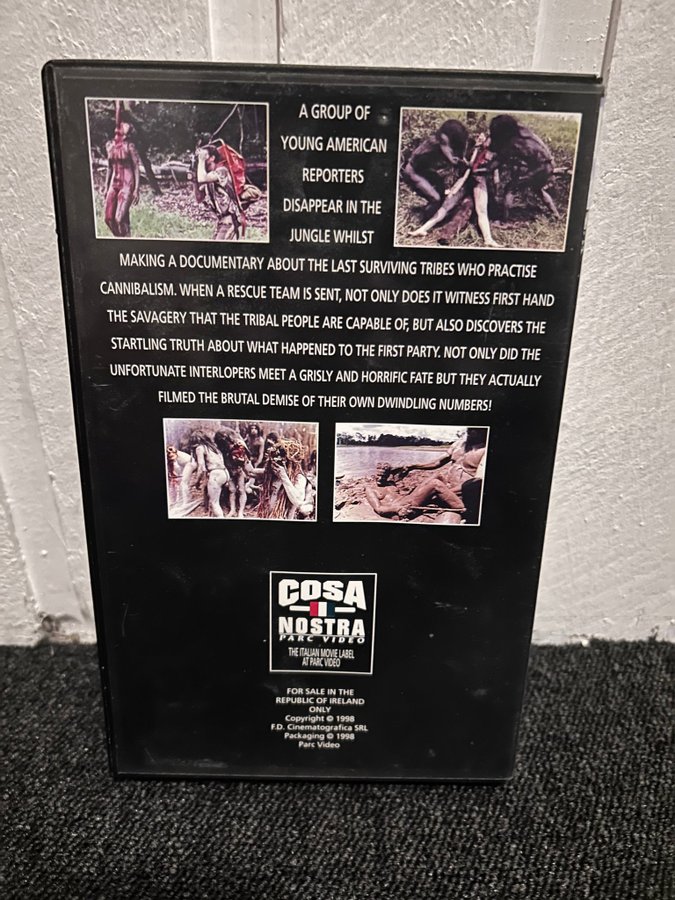 A GROUP OF
YOUNG AMERICAN
REPORTERS
DISAPPEAR IN THE
JUNGLE WHILST
MAKING A DOCUMENTARY ABOUT THE LAST SURVIVING TRIBES WHO PRACTISE
CANNIBALISM. WHEN A RESCUE TEAM IS SENT, NOT ONLY DOES IT WITNESS FIRST HAND
THE SAVAGERY THAT THE TRIBAL PEOPLE ARE CAPABLE OF, BUT ALSO DISCOVERS THE
STARTLING TRUTH ABOUT WHAT HAPPENED TO THE FIRST PARTY. NOT ONLY DID THE
UNFORTUNATE INTERLOPERS MEET A GRISLY AND HORRIFIC FATE BUT THEY ACTUALLY
FILMED THE BRUTAL DEMISE OF THEIR OWN DWINDLING NUMBERS!
COSA
NOSTRA
PARC VIDEO
THE ITALIAN MOVIE LABEL
AT PARC VIDEO
FOR SALE IN THE
REPUBLIC OF IRELAND
ONLY
Copyright © 1998
F.D. Cinematografica SRL
Packaging © 1998
Parc Video